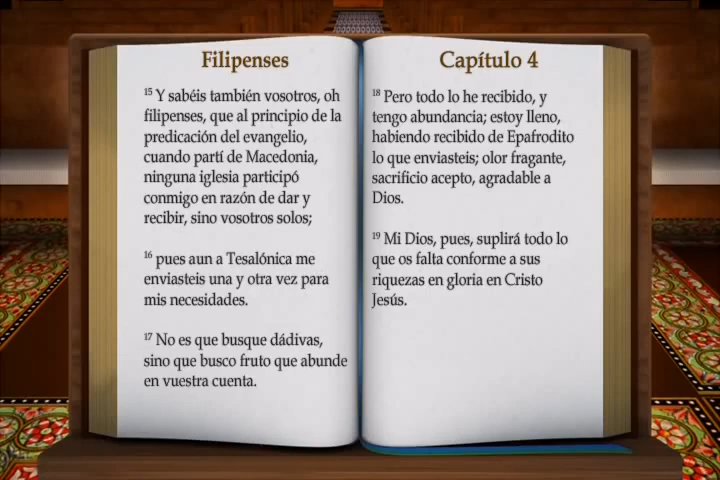 Filipenses
15 Y sabéis también vosotros, oh
filipenses, que al principio de la
predicación del evangelio,
cuando partí de Macedonia,
ninguna iglesia participó
conmigo en razón de dar y
recibir, sino vosotros solos;
16 pues aun a Tesalónica me
enviasteis una y otra vez para
mis necesidades.
17 No es que busque dádivas,
sino que busco fruto que abunde
en vuestra cuenta.
Capítulo 4
18 Pero todo lo he recibido, y
tengo abundancia; estoy lleno,
habiendo recibido de Epafrodito
lo que enviasteis; olor fragante,
sacrificio acepto, agradable a
Dios.
19 Mi Dios, pues, suplirá todo lo
que os falta conforme a sus
riquezas en gloria en Cristo
Jesús.